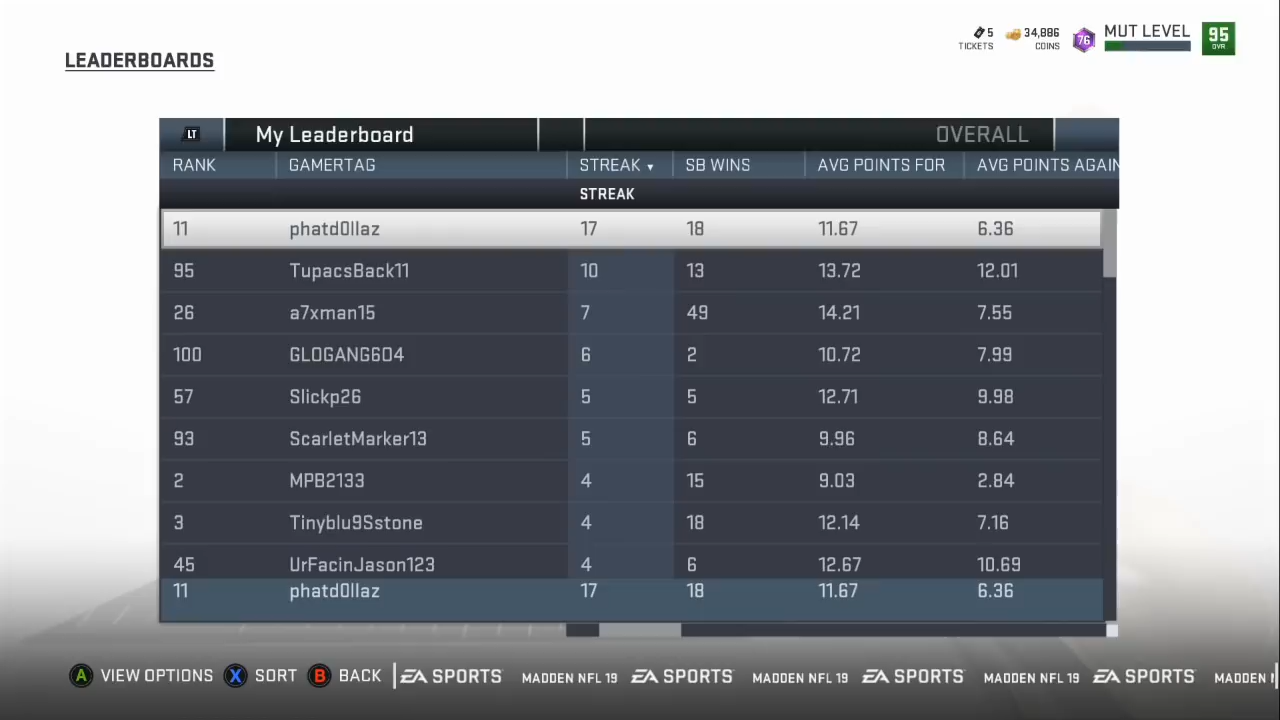 LEADERBOARDS
5 TICKETS
34,886 COINS
76
MUT LEVEL
95 OVR
LT My Leaderboard OVERALL
RANK GAMERTAG STREAK ▼ SB WINS AVG POINTS FOR AVG POINTS AGAIN
STREAK
11 phatd0llaz 17 18 11.67 6.36
95 TupacsBack11 10 13 13.72 12.01
26 a7xman15 7 49 14.21 7.55
100 GLOGANG604 6 2 10.72 7.99
57 Slickp26 5 5 12.71 9.98
93 ScarletMarker13 5 6 9.96 8.64
2 MPB2133 4 15 9.03 2.84
3 Tinyblu9Sstone 4 18 12.14 7.16
45 UrFacinJason123 4 6 12.67 10.69
11 phatd0llaz 17 18 11.67 6.36
A VIEW OPTIONS X SORT B BACK EA SPORTS MADDEN NFL 19 EA SPORTS MADDEN NFL 19 EA SPORTS MADDEN NFL 19 EA SPORTS MADDEN